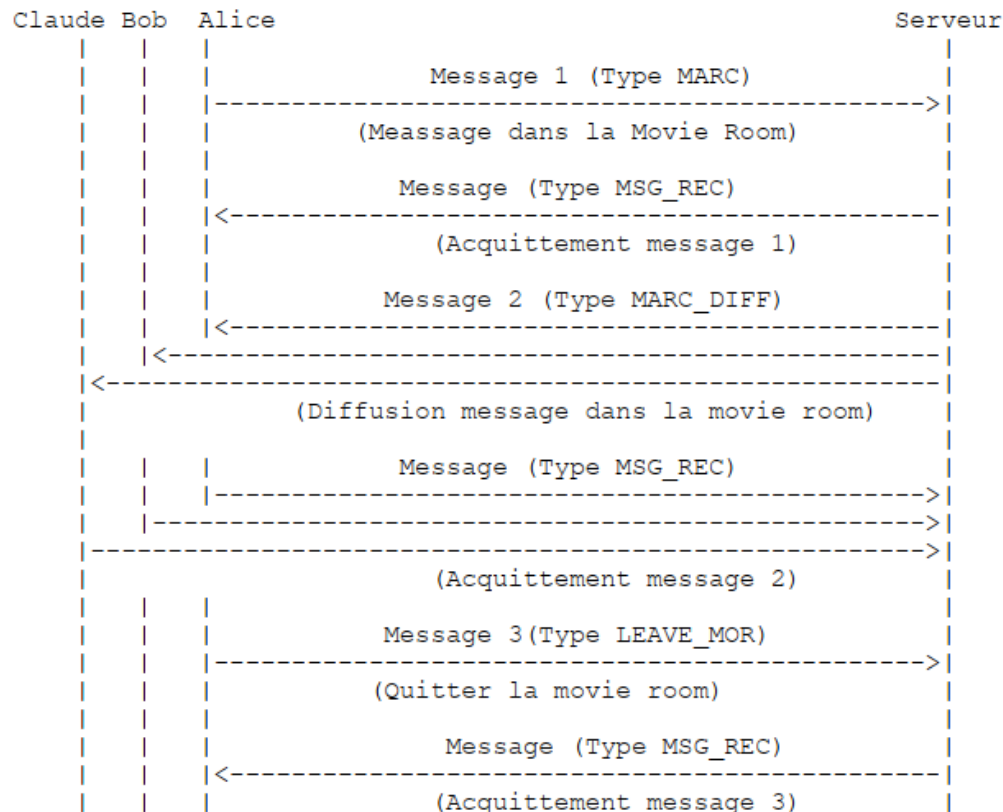 Claude Bob Alice Serveur
Message 1 (Type MARC)
(Meassage dans la Movie Room)
Message (Type MSG_REC)
(Acquittement message 1)
Message 2 (Type MARC_DIFF)
(Diffusion message dans la movie room)
Message (Type MSG_REC)
(Acquittement message 2)
Message 3(Type LEAVE_MOR)
(Quitter la movie room)
Message (Type MSG_REC)
(Acquittement message 3)